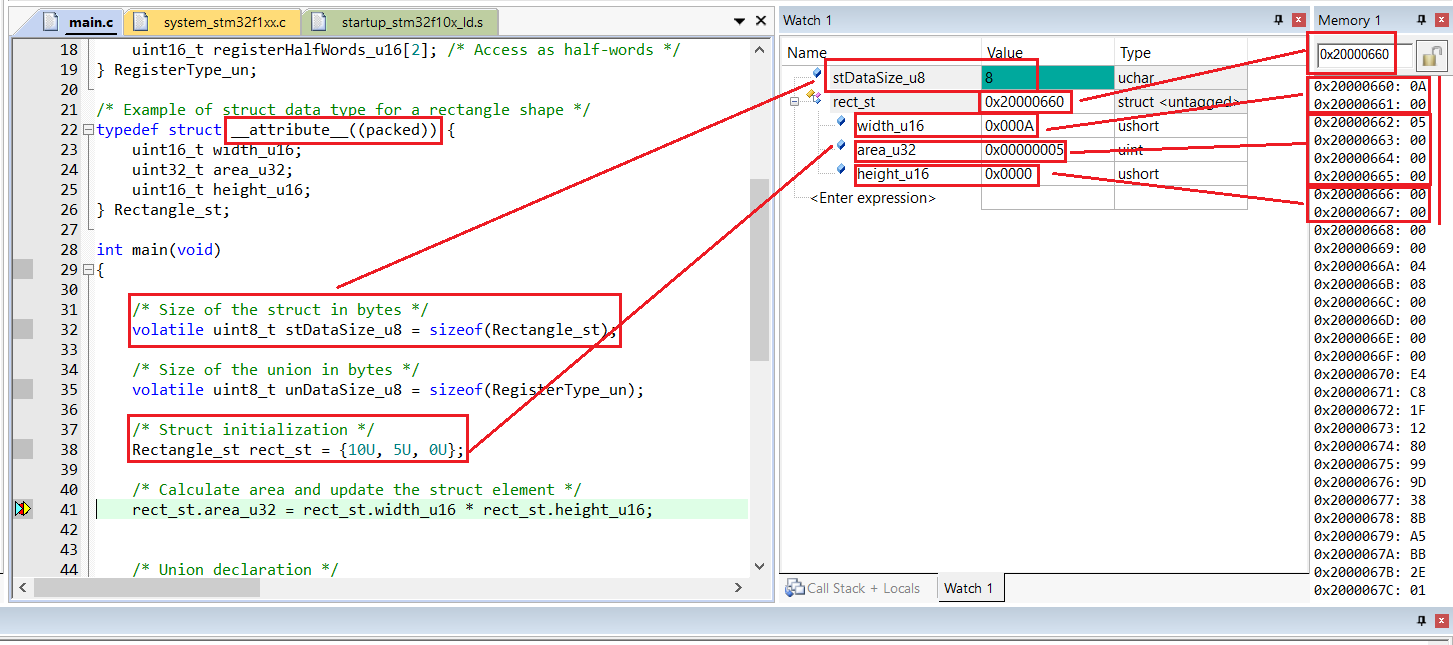 main.c system_stm32f1xx.c startup_stm32f10x_ld.s
18 uint16_t registerHalfWords_u16[2]; /* Access as half-words */
19 } RegisterType_un;
20
21 /* Example of struct data type for a rectangle shape */
22 typedef struct __attribute__((packed)) {
23 uint16_t width_u16;
24 uint32_t area_u32;
25 uint16_t height_u16;
26 } Rectangle_st;
27
28 int main(void)
29 {
30
31 /* Size of the struct in bytes */
32 volatile uint8_t stDataSize_u8 = sizeof(Rectangle_st);
33
34 /* Size of the union in bytes */
35 volatile uint8_t unDataSize_u8 = sizeof(RegisterType_un);
36
37 /* Struct initialization */
38 Rectangle_st rect_st = {10U, 5U, 0U};
39
40 /* Calculate area and update the struct element */
41 rect_st.area_u32 = rect_st.width_u16 * rect_st.height_u16;
42
43
44 /* Union declaration */
Watch 1
Name Value Type
stDataSize_u8 8 uchar
rect_st 0x20000660 struct <untagged>
width_u16 0x000A ushort
area_u32 0x00000005 uint
height_u16 0x0000 ushort
<Enter expression>
Call Stack + Locals Watch 1
Memory 1
0x20000660
0x20000660: 0A
0x20000661: 00
0x20000662: 05
0x20000663: 00
0x20000664: 00
0x20000665: 00
0x20000666: 00
0x20000667: 00
0x20000668: 00
0x20000669: 00
0x2000066A: 04
0x2000066B: 08
0x2000066C: 00
0x2000066D: 00
0x2000066E: 00
0x2000066F: 00
0x20000670: E4
0x20000671: C8
0x20000672: 1F
0x20000673: 12
0x20000674: 80
0x20000675: 99
0x20000676: 9D
0x20000677: 38
0x20000678: 8B
0x20000679: A5
0x2000067A: BB
0x2000067B: 2E
0x2000067C: 01